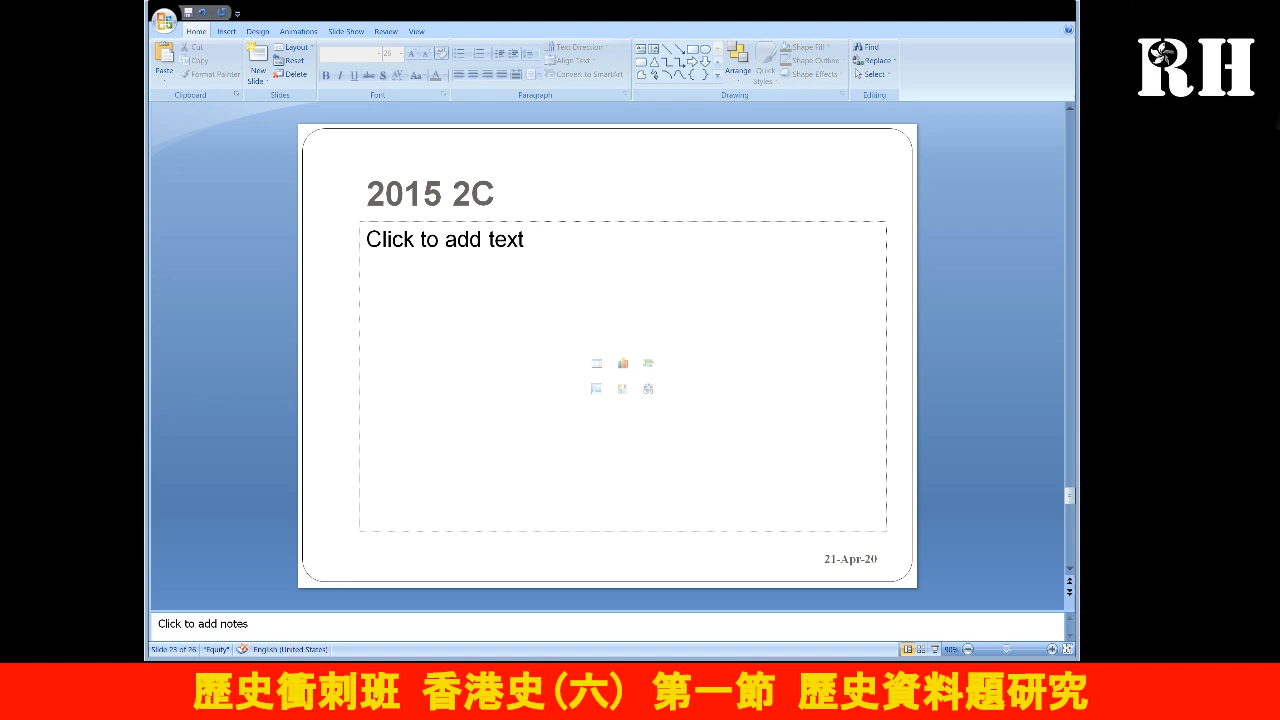 Home Insert Design Animations Slide Show Review View
Cut
Copy
Format Painter
Paste
Clipboard
New Slide
Layout
Reset
Delete
Slides
26
Font
Text Direction
Align Text
Convert to SmartArt
Paragraph
Arrange
Quick Styles
Shape Fill
Shape Outline
Shape Effects
Drawing
Find
Replace
Select
Editing
RH
2015 2C
Click to add text
21-Apr-20
Click to add notes
Slide 23 of 26 "Equity" English (United States) 90%
歷史衝刺班 香港史(六) 第一節 歷史資料題研究